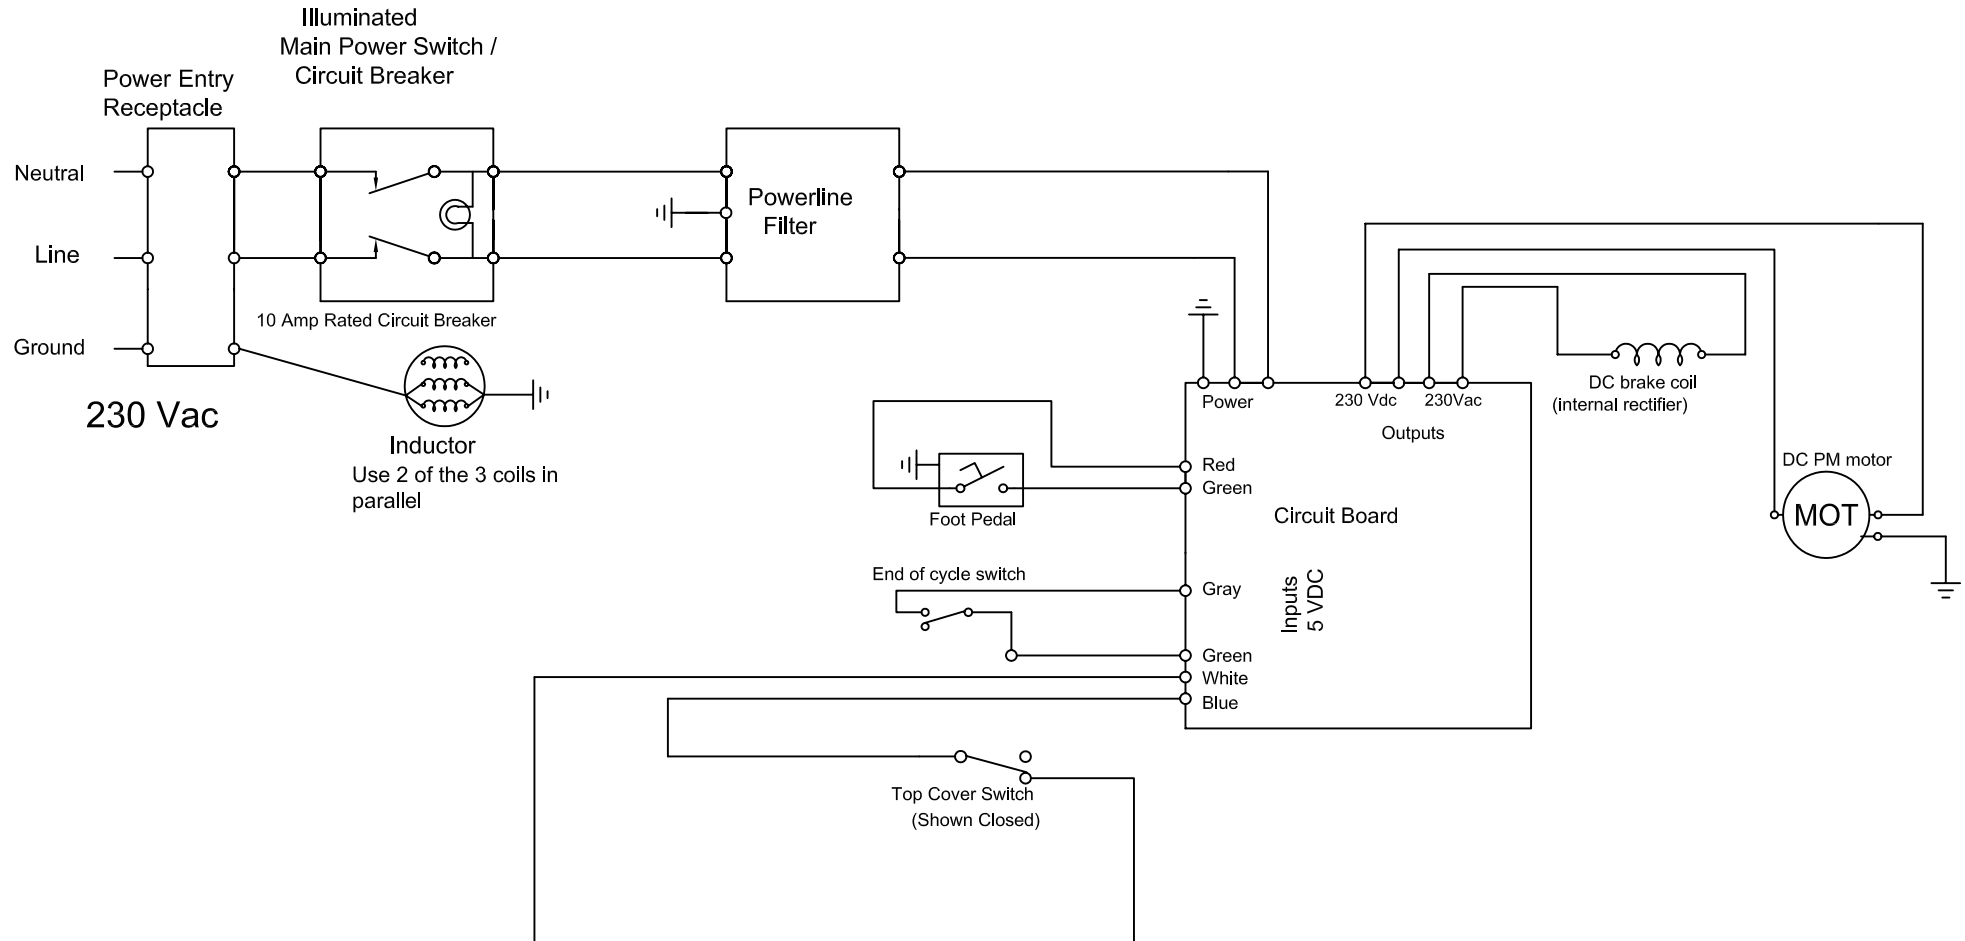 Illuminated
Main Power Switch /
Circuit Breaker
Power Entry
Receptacle
Neutral
Line
Ground
230 Vac
10 Amp Rated Circuit Breaker
Inductor
Use 2 of the 3 coils in
parallel
Powerline
Filter
Power
230 Vdc
230Vac
Outputs
DC brake coil
(internal rectifier)
DC PM motor
MOT
Red
Green
Circuit Board
Foot Pedal
End of cycle switch
Gray
Inputs
5 VDC
Green
White
Blue
Top Cover Switch
(Shown Closed)